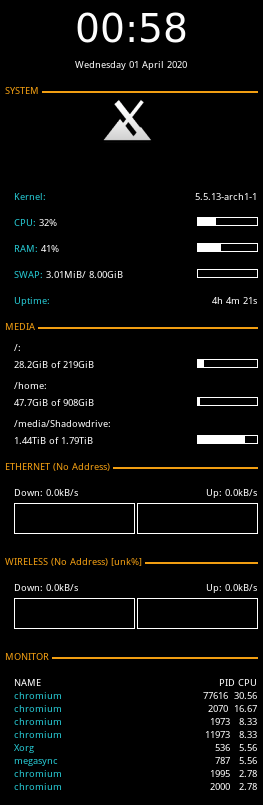 00:58
Wednesday 01 April 2020
SYSTEM
Kernel: 5.5.13-arch1-1
CPU: 32%
RAM: 41%
SWAP: 3.01MiB/ 8.00GiB
Uptime: 4h 4m 21s
MEDIA
/:
28.2GiB of 219GiB
/home:
47.7GiB of 908GiB
/media/Shadowdrive:
1.44TiB of 1.79TiB
ETHERNET (No Address)
Down: 0.0kB/s Up: 0.0kB/s
WIRELESS (No Address) [unk%]
Down: 0.0kB/s Up: 0.0kB/s
MONITOR
NAME PID CPU
chromium 77616 30.56
chromium 2070 16.67
chromium 1973 8.33
chromium 11973 8.33
Xorg 536 5.56
megasync 787 5.56
chromium 1995 2.78
chromium 2000 2.78